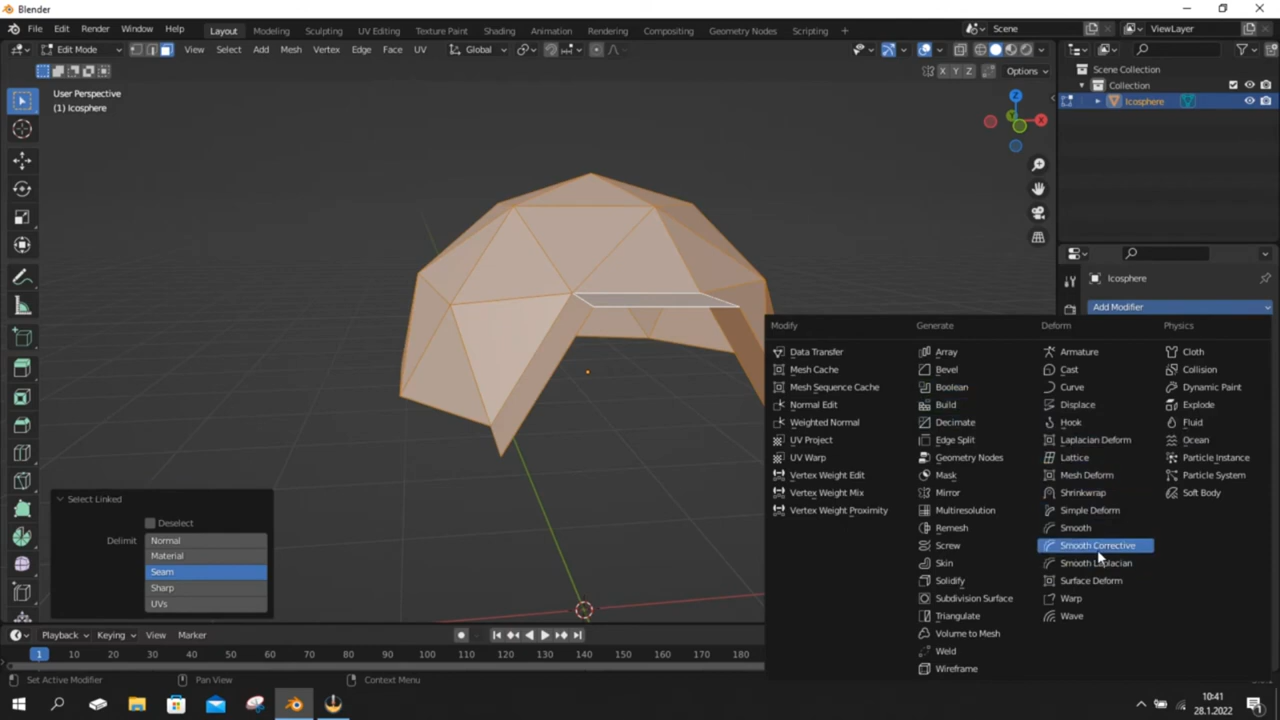 Blender
File Edit Render Window Help
Layout Modeling Sculpting UV Editing Texture Paint Shading Animation Rendering Compositing Geometry Nodes Scripting +
Scene
ViewLayer
Edit Mode View Select Add Mesh Vertex Edge Face UV Global
X Y Z Options
User Perspective
(1) Icosphere
Z
X
Y
Scene Collection
Collection
Icosphere
Icosphere
Add Modifier
Modify
Data Transfer
Mesh Cache
Mesh Sequence Cache
Normal Edit
Weighted Normal
UV Project
UV Warp
Vertex Weight Edit
Vertex Weight Mix
Vertex Weight Proximity
Generate
Array
Bevel
Boolean
Build
Decimate
Edge Split
Geometry Nodes
Mask
Mirror
Multiresolution
Remesh
Screw
Skin
Solidify
Subdivision Surface
Triangulate
Volume to Mesh
Weld
Wireframe
Deform
Armature
Cast
Curve
Displace
Hook
Laplacian Deform
Lattice
Mesh Deform
Shrinkwrap
Simple Deform
Smooth
Smooth Corrective
Smooth Laplacian
Surface Deform
Warp
Wave
Physics
Cloth
Collision
Dynamic Paint
Explode
Fluid
Ocean
Particle Instance
Particle System
Soft Body
Select Linked
Deselect
Delimit
Normal
Material
Seam
Sharp
UVs
Playback Keying View Marker
1 10 20 30 40 50 60 70 80 90 100 110 120 130 140 150 160 170 180
Set Active Modifier Pan View Context Menu
10:41
28.1.2022
1